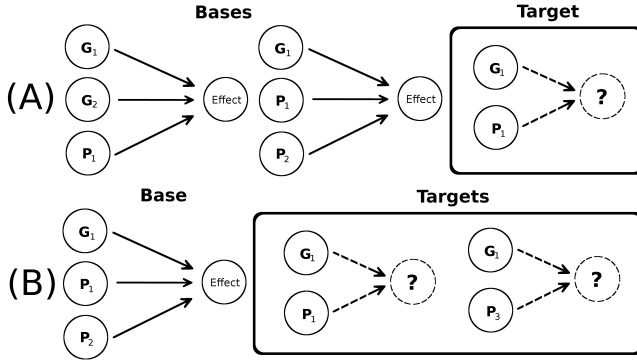 Bases
Target
(A)
G1
G2
P1
Effect
G1
P1
P2
Effect
G1
P1
?
Base
Targets
(B)
G1
P1
P2
Effect
G1
P1
?
G1
P3
?